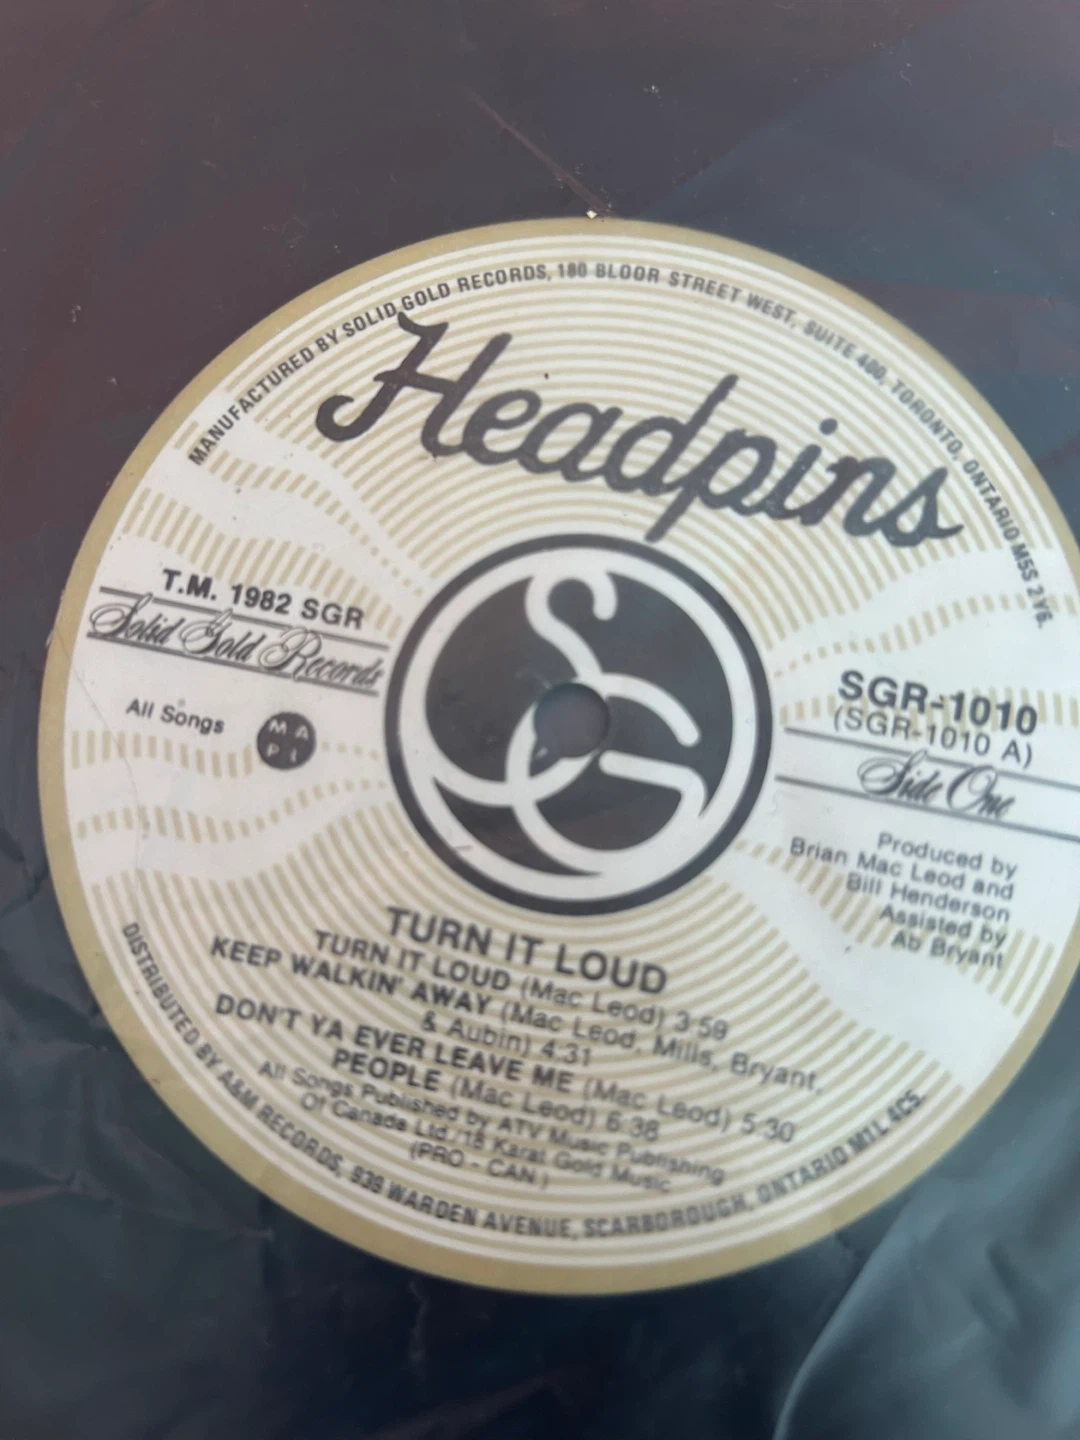 MANUFACTURED BY SOLID GOLD RECORDS, 180 BLOOR STREET WEST, SUITE 400, TORONTO, ONTARIO M5S 2V6.
Headpins
T.M. 1982 SGR
Solid Gold Records
All Songs
M A
P L
SG
SGR-1010
(SGR-1010 A)
Side One
Produced by
Brian Mac Leod and
Bill Henderson
Assisted by
Ab Bryant
TURN IT LOUD
TURN IT LOUD (Mac Leod) 3:59
KEEP WALKIN' AWAY (Mac Leod, Mills, Bryant,
& Aubin) 4:31
DON'T YA EVER LEAVE ME (Mac Leod) 5:30
PEOPLE (Mac Leod) 6:38
All Songs Published by ATV Music Publishing
Of Canada Ltd./18 Karat Gold Music
(PRO - CAN)
DISTRIBUTED BY A&M RECORDS, 939 WARDEN AVENUE, SCARBOROUGH, ONTARIO M1L 4C5.